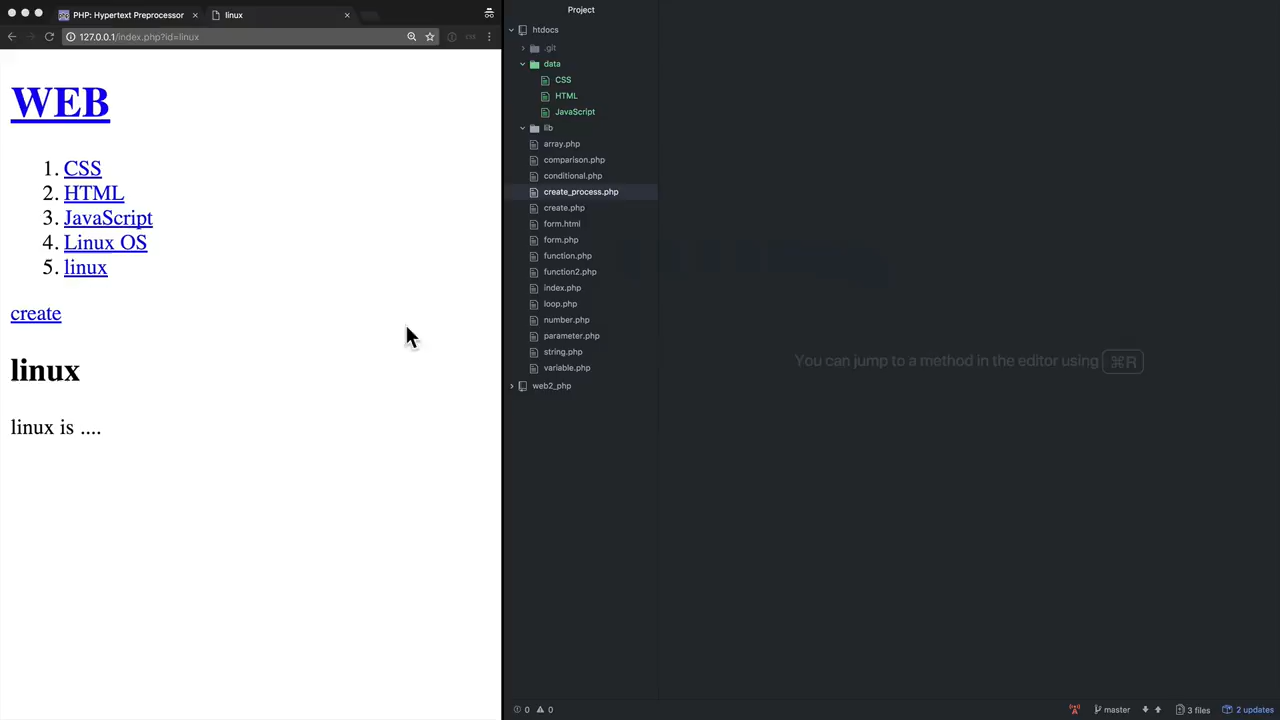 PHP: Hypertext Preprocessor
linux
127.0.0.1/index.php?id=linux
WEB
1. CSS
2. HTML
3. JavaScript
4. Linux OS
5. linux
create
linux
linux is ....
Project
htdocs
.git
data
CSS
HTML
JavaScript
lib
array.php
comparison.php
conditional.php
create_process.php
create.php
form.html
form.php
function.php
function2.php
index.php
loop.php
number.php
parameter.php
string.php
variable.php
web2_php
You can jump to a method in the editor using ⌘R
0 0
master
3 files
2 updates